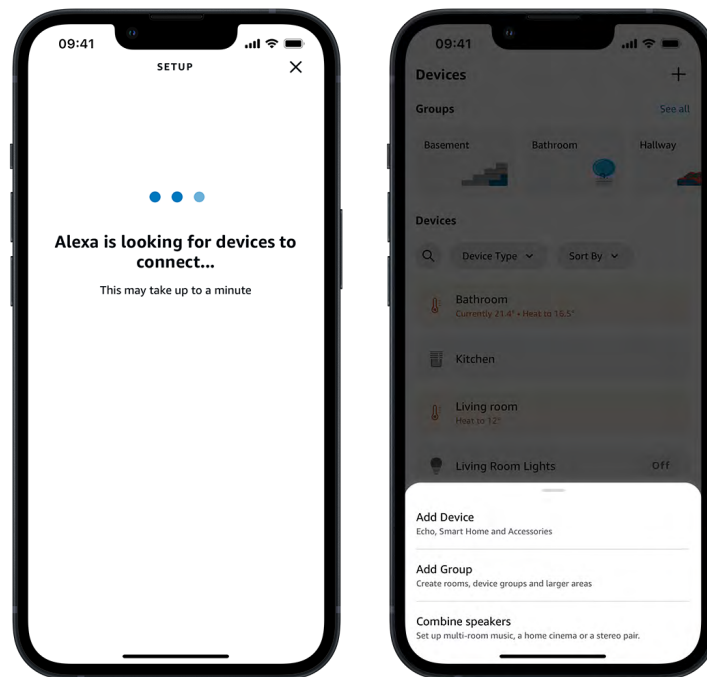 09:41
SETUP
Alexa is looking for devices to
connect...
This may take up to a minute
09:41
Devices
Groups
See all
Basement
Bathroom
Hallway
Devices
Device Type
Sort By
Bathroom
Currently 21.4° • Heat to 16.5°
Kitchen
Living room
Heat to 12°
Living Room Lights
Off
Add Device
Echo, Smart Home and Accessories
Add Group
Create rooms, device groups and larger areas
Combine speakers
Set up multi-room music, a home cinema or a stereo pair.